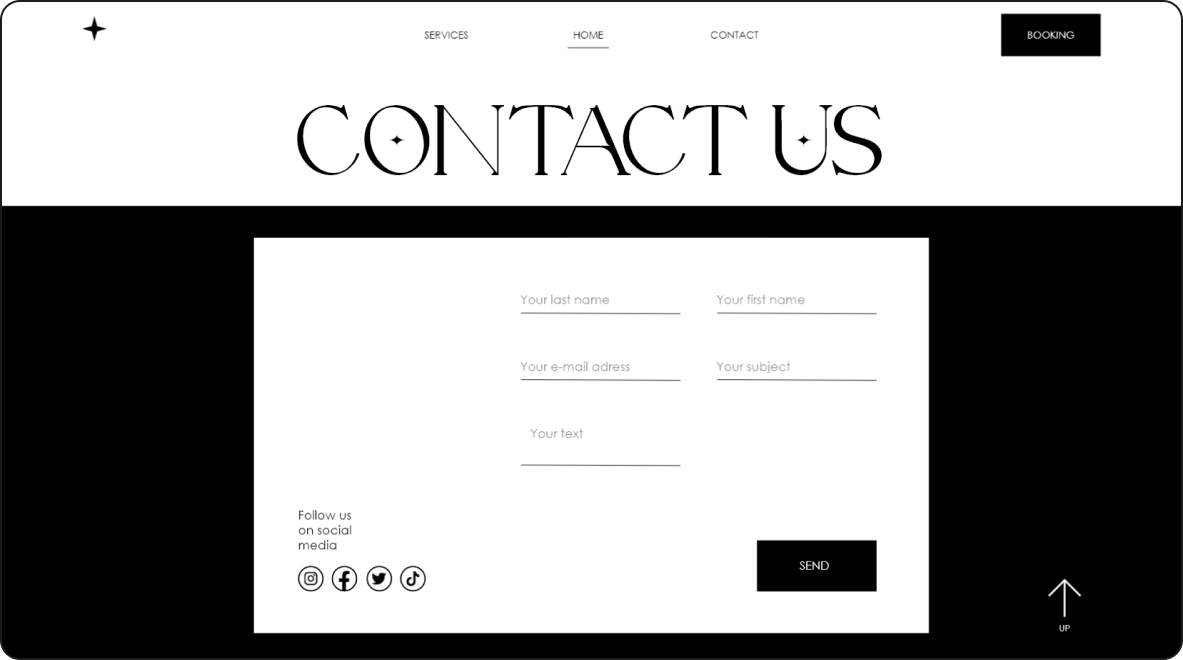 SERVICES
HOME
CONTACT
BOOKING
CONTACT US
Your last name
Your first name
Your e-mail adress
Your subject
Your text
Follow us
on social
media
SEND
UP